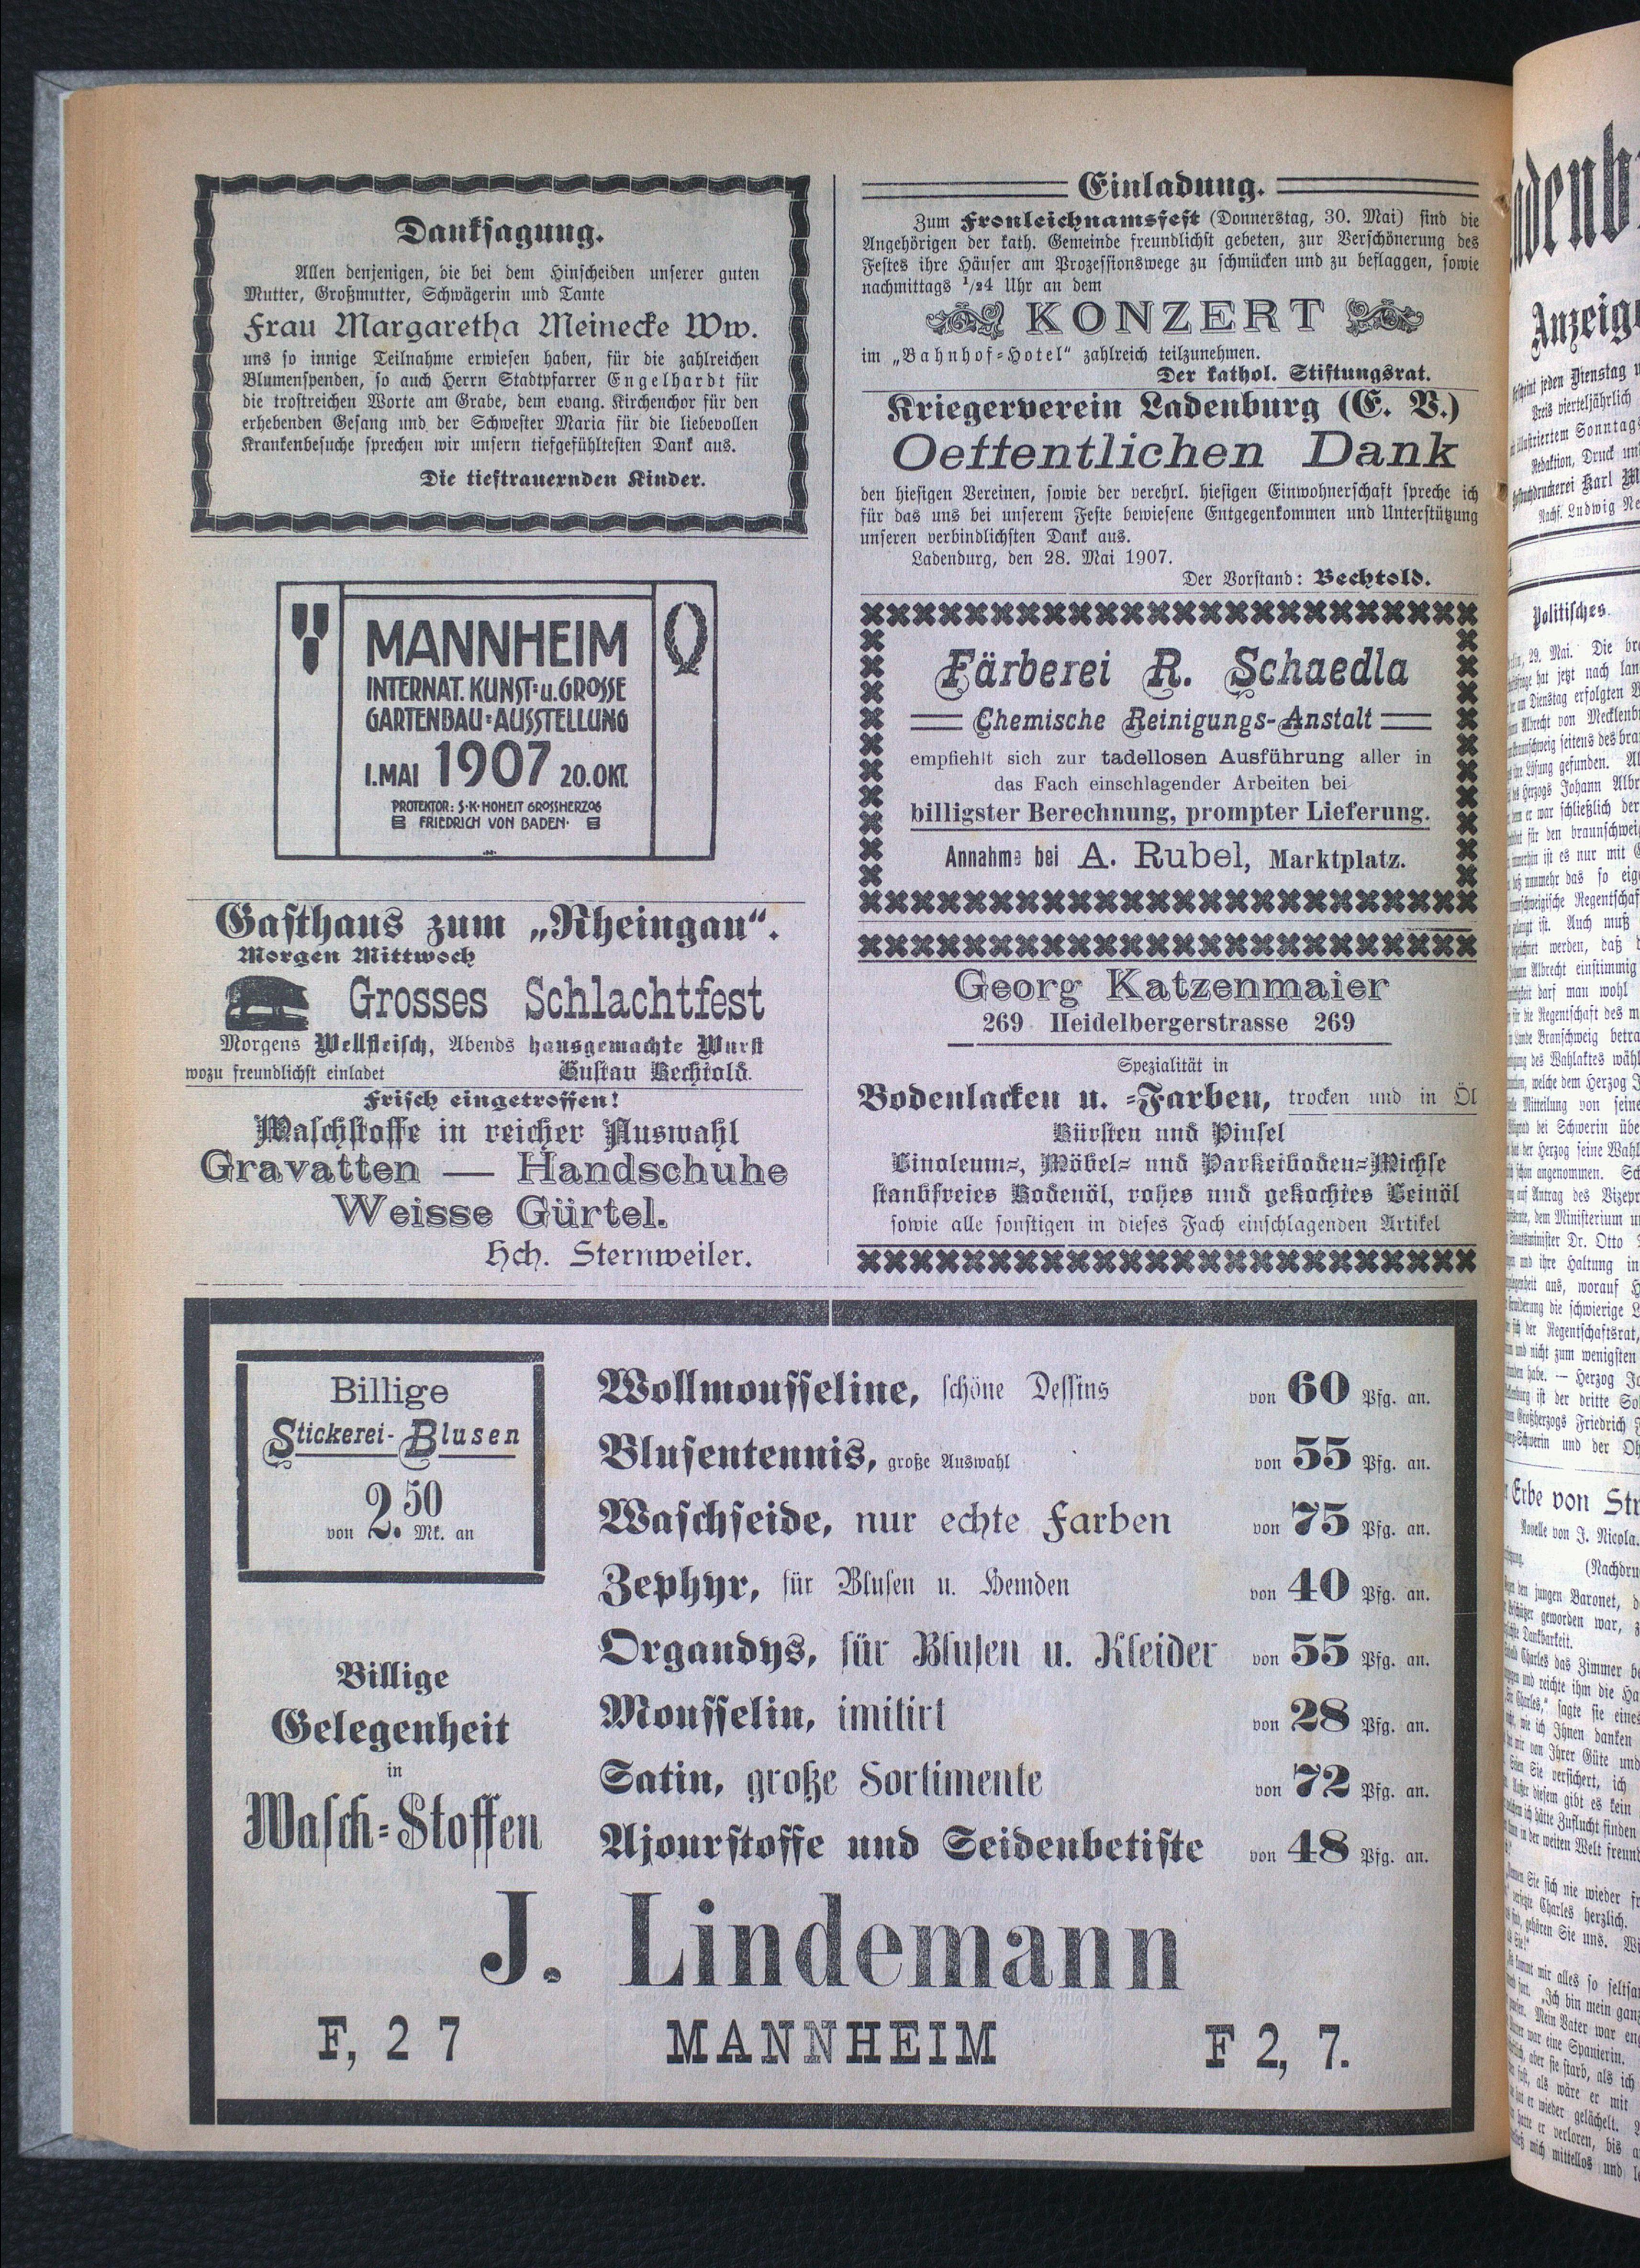 Danksagung.
Allen denjenigen, die bei dem Hinscheiden unserer guten
Mutter, Großmutter, Schwägerin und Tante
Frau Margaretha Meinecke Ww.
uns so innige Teilnahme erwiesen haben, für die zahlreichen
Blumenspenden, so auch Herrn Stadtpfarrer Engelhardt für
die trostreichen Worte am Grabe, dem evang. Kirchenchor für den
erhebenden Gesang und der Schwester Maria für die liebevollen
Krankenbesuche sprechen wir unsern tiefgefühltesten Dank aus.
Die tieftrauernden Kinder.
MANNHEIM
INTERNAT. KUNST= u. GROSSE
GARTENBAU=AUSSTELLUNG
1. MAI 1907 20. OKT.
PROTEKTOR: S·K·HOHEIT GROSSHERZOG
FRIEDRICH VON BADEN·
Gasthaus zum „Rheingau“.
Morgen Mittwoch
Grosses Schlachtfest
Morgens Wellfleisch, Abends hausgemachte Wurst
wozu freundlichst einladet Gustav Bechtold.
Frisch eingetroffen!
Waschstoffe in reicher Auswahl
Gravatten — Handschuhe
Weisse Gürtel.
Hch. Sternweiler.
Einladung.
Zum Fronleichnamsfest (Donnerstag, 30. Mai) sind die
Angehörigen der kath. Gemeinde freundlichst gebeten, zur Verschönerung des
Festes ihre Häuser am Prozessionswege zu schmücken und zu beflaggen, sowie
nachmittags 1/24 Uhr an dem
KONZERT
im „Bahnhof=Hotel“ zahlreich teilzunehmen.
Der kathol. Stiftungsrat.
Kriegerverein Ladenburg (E. V.)
Oeffentlichen Dank
den hiesigen Vereinen, sowie der verehrl. hiesigen Einwohnerschaft spreche ich
für das uns bei unserem Feste bewiesene Entgegenkommen und Unterstützung
unseren verbindlichsten Dank aus.
Ladenburg, den 28. Mai 1907.
Der Vorstand: Bechtold.
Färberei R. Schaedla
Chemische Reinigungs-Anstalt
empfiehlt sich zur tadellosen Ausführung aller in
das Fach einschlagender Arbeiten bei
billigster Berechnung, prompter Lieferung.
Annahme bei A. Rubel, Marktplatz.
Georg Katzenmaier
269 Heidelbergerstrasse 269
Spezialität in
Bodenlacken u. =Farben, trocken und in Öl
Bürsten und Pinsel
Linoleum=, Möbel= und Parketboden=Wichse
staubfreies Bodenöl, rohes und gekochtes Leinöl
sowie alle sonstigen in dieses Fach einschlagenden Artikel
Billige
Stickerei-Blusen
von 2.50 Mk. an
Billige
Gelegenheit
in
Wasch=Stoffen
Wollmousseline, schöne Dessins von 60 Pfg. an.
Blusentennis, große Auswahl von 55 Pfg. an.
Waschseide, nur echte Farben von 75 Pfg. an.
Zephyr, für Blusen u. Hemden von 40 Pfg. an.
Organdys, für Blusen u. Kleider von 55 Pfg. an.
Mousselin, imitirt von 28 Pfg. an.
Satin, große Sortimente von 72 Pfg. an.
Ajourstoffe und Seidenbetiste von 48 Pfg. an.
J. Lindemann
F, 2 7 MANNHEIM F 2, 7.
Anzeige
Politisches.